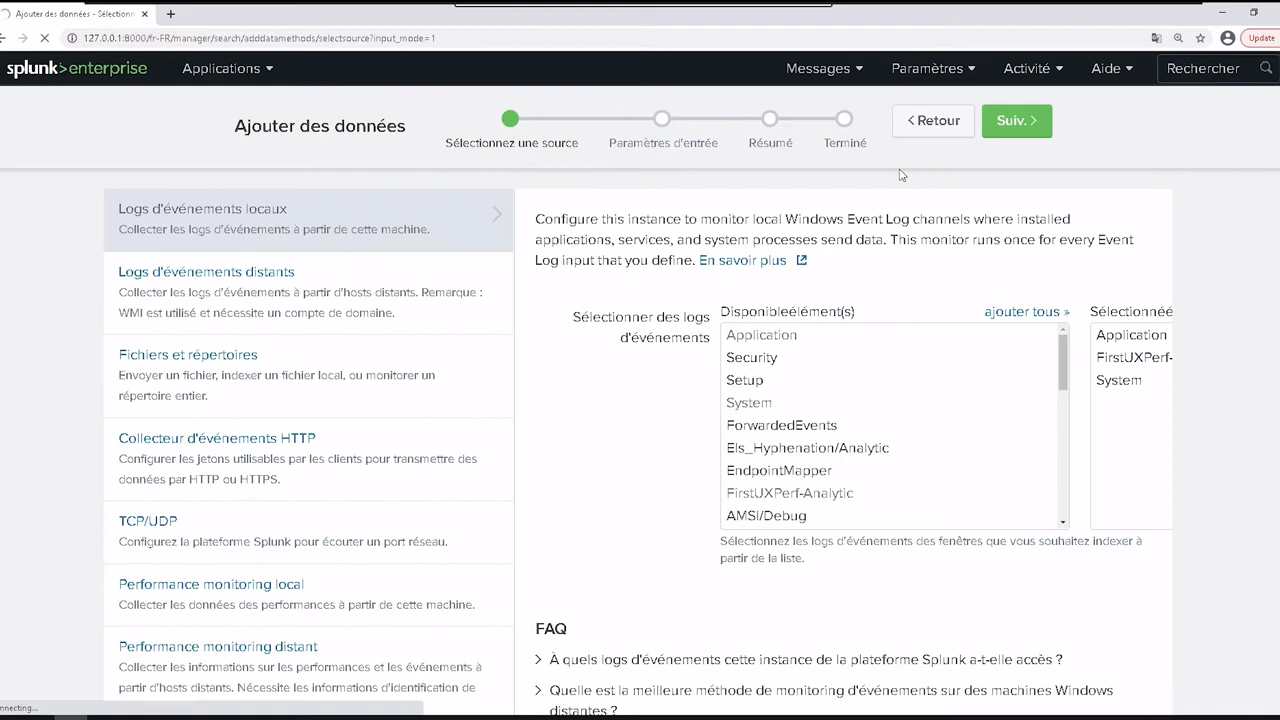 Ajouter des données - Sélection
127.0.0.1:8000/fr-FR/manager/search/adddatamethods/selectsource?input_mode=1
Update
splunk>enterprise
Applications
Messages
Paramètres
Activité
Aide
Rechercher
Ajouter des données
Sélectionnez une source
Paramètres d'entrée
Résumé
Terminé
Retour
Suiv.
Logs d'événements locaux
Collecter les logs d'événements à partir de cette machine.
Logs d'événements distants
Collecter les logs d'événements à partir d'hosts distants. Remarque :
WMI est utilisé et nécessite un compte de domaine.
Fichiers et répertoires
Envoyer un fichier, indexer un fichier local, ou monitorer un
répertoire entier.
Collecteur d'événements HTTP
Configurer les jetons utilisables par les clients pour transmettre des
données par HTTP ou HTTPS.
TCP/UDP
Configurez la plateforme Splunk pour écouter un port réseau.
Performance monitoring local
Collecter les données des performances à partir de cette machine.
Performance monitoring distant
Collecter les informations sur les performances et les événements à
partir d'hosts distants. Nécessite les informations d'identification de
Configure this instance to monitor local Windows Event Log channels where installed
applications, services, and system processes send data. This monitor runs once for every Event
Log input that you define. En savoir plus
Sélectionner des logs
d'événements
Disponibleélément(s)
ajouter tous »
Application
Security
Setup
System
ForwardedEvents
Els_Hyphenation/Analytic
EndpointMapper
FirstUXPerf-Analytic
AMSI/Debug
Sélectionnéé
Application
FirstUXPerf-
System
Sélectionnez les logs d'événements des fenêtres que vous souhaitez indexer à
partir de la liste.
FAQ
À quels logs d'événements cette instance de la plateforme Splunk a-t-elle accès ?
Quelle est la meilleure méthode de monitoring d'événements sur des machines Windows
distantes ?
nnecting...